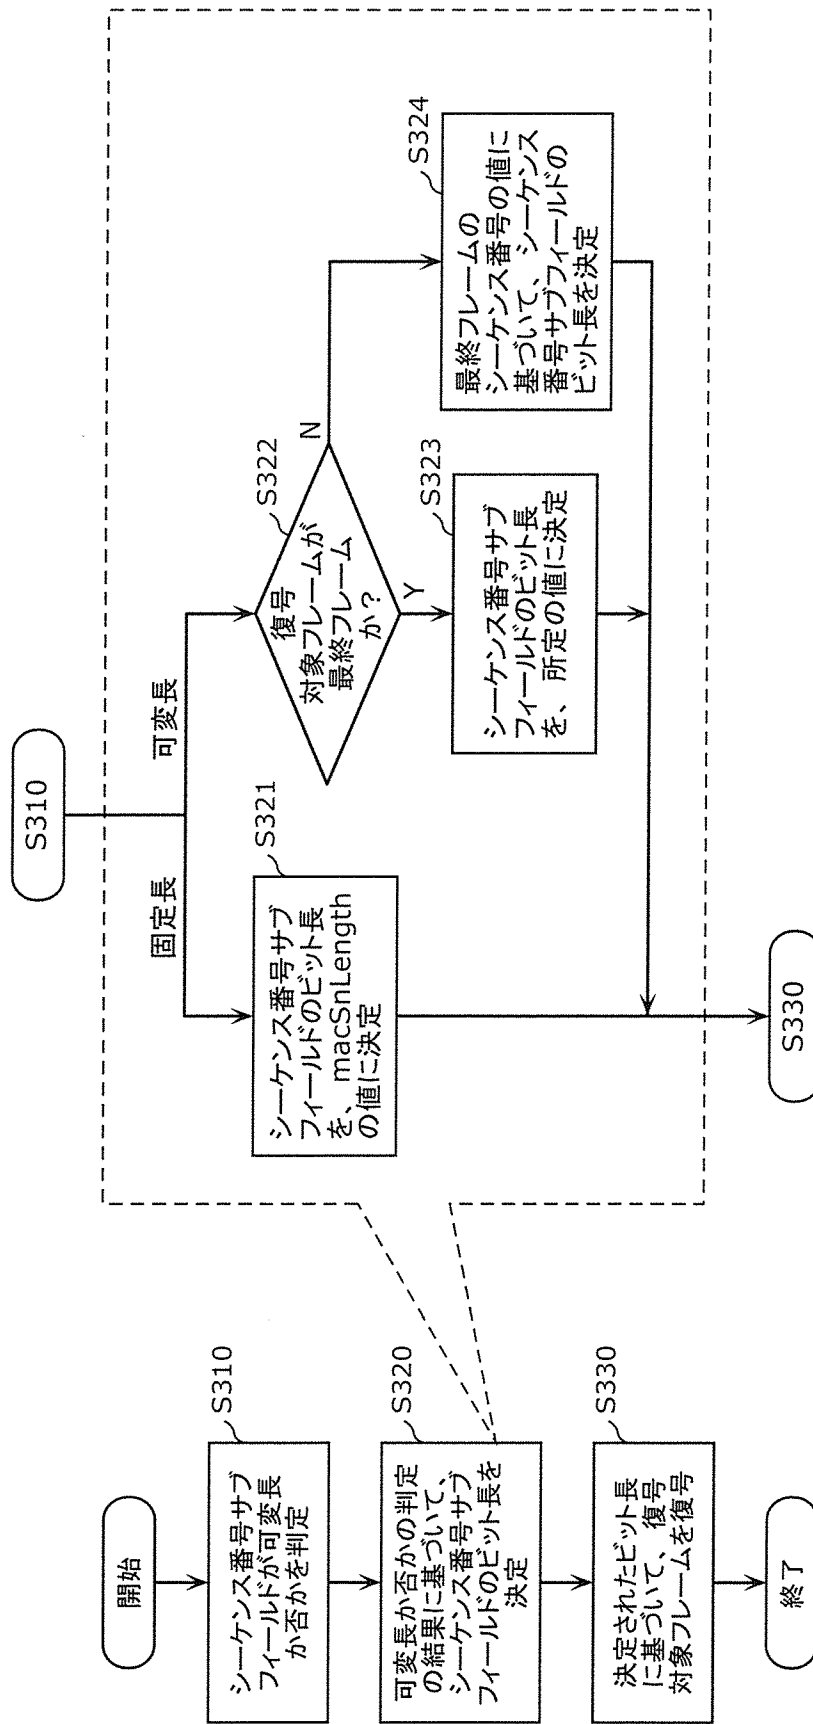 開始
S310
シーケンス番号サブ
フィールドが可変長
か否かを判定
S320
可変長か否かの判定
の結果に基づいて、
シーケンス番号サブ
フィールドのビット長を
決定
S330
決定されたビット長
に基づいて、復号
対象フレームを復号
終了
S310
固定長
可変長
S321
シーケンス番号サブ
フィールドのビット長
を、macSnLength
の値に決定
S322
復号
対象フレームが
最終フレーム
か？
Y
N
S323
シーケンス番号サブ
フィールドのビット長
を、所定の値に決定
S324
最終フレームの
シーケンス番号の値に
基づいて、シーケンス
番号サブフィールドの
ビット長を決定
S330